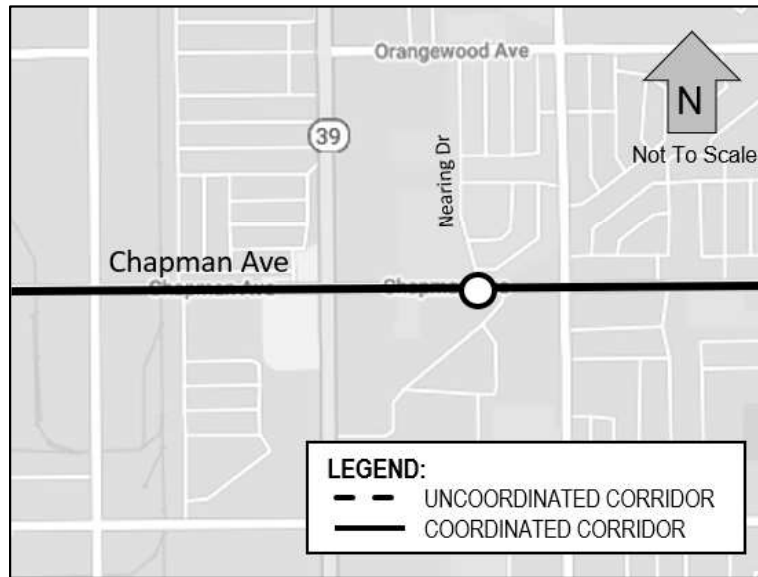 Orangewood Ave
N
Not To Scale
39
Nearing Dr
Chapman Ave
Chapman Ave
LEGEND:
UNCOORDINATED CORRIDOR
COORDINATED CORRIDOR